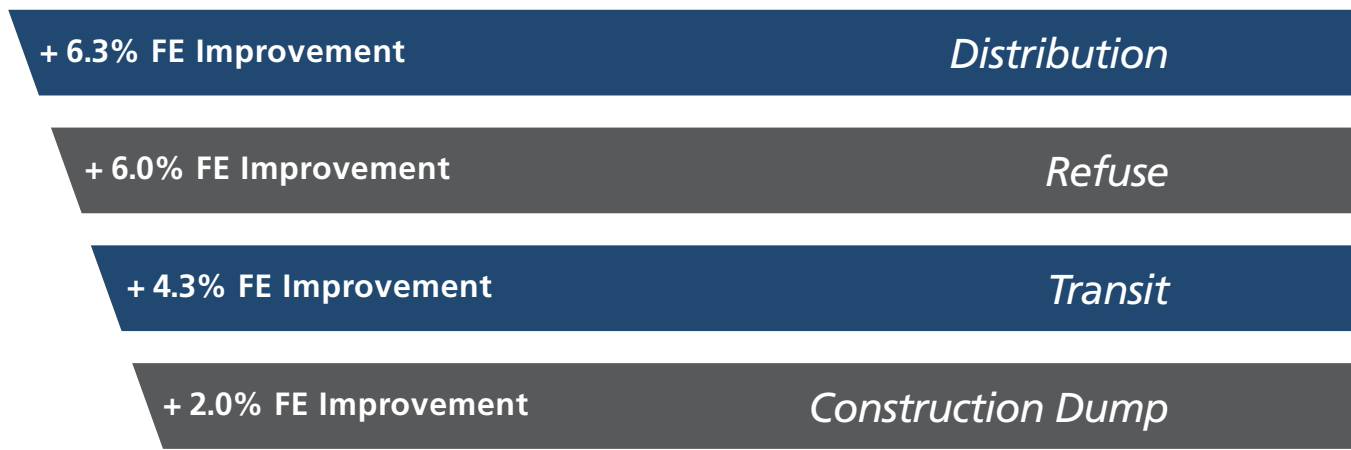 + 6.3% FE Improvement Distribution
+ 6.0% FE Improvement Refuse
+ 4.3% FE Improvement Transit
+ 2.0% FE Improvement Construction Dump